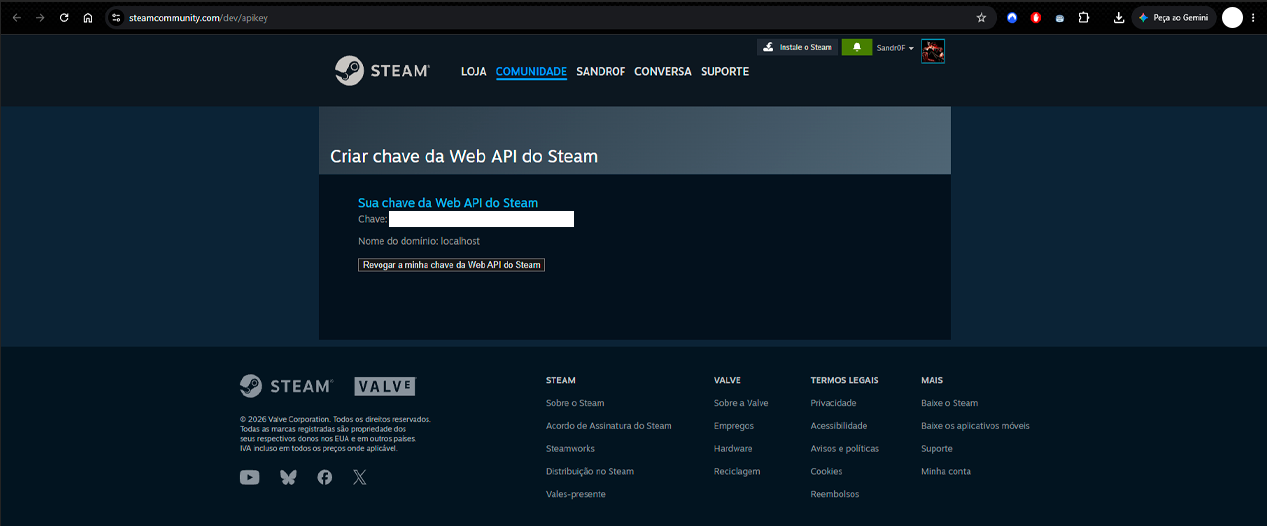 steamcommunity.com/dev/apikey
Peça ao Gemini
Instale o Steam
Sandr0F
STEAM®
LOJA COMUNIDADE SANDR0F CONVERSA SUPORTE
Criar chave da Web API do Steam
Sua chave da Web API do Steam
Chave:
Nome do domínio: localhost
Revogar a minha chave da Web API do Steam
STEAM®
VALVE
© 2026 Valve Corporation. Todos os direitos reservados.
Todas as marcas registradas são propriedade dos
seus respectivos donos nos EUA e em outros países.
IVA incluso em todos os preços onde aplicável.
STEAM
Sobre o Steam
Acordo de Assinatura do Steam
Steamworks
Distribuição no Steam
Vales-presente
VALVE
Sobre a Valve
Empregos
Hardware
Reciclagem
TERMOS LEGAIS
Privacidade
Acessibilidade
Avisos e políticas
Cookies
Reembolsos
MAIS
Baixe o Steam
Baixe os aplicativos móveis
Suporte
Minha conta